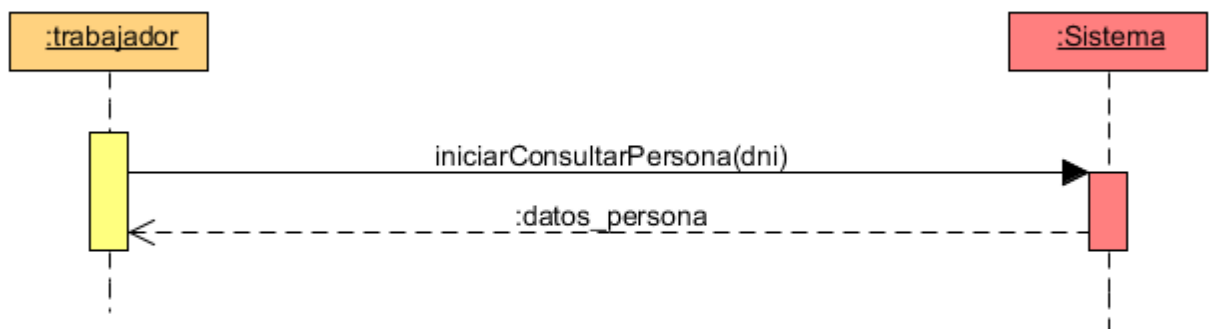 :trabajador
:Sistema
iniciarConsultarPersona(dni)
:datos_persona